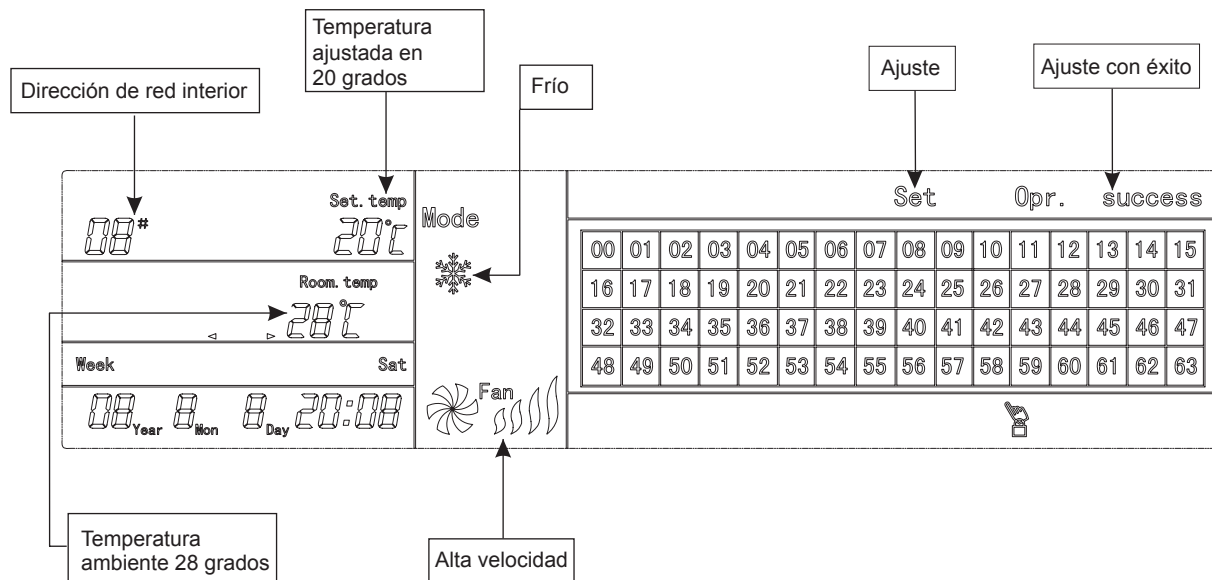 Temperatura
ajustada en
20 grados
Dirección de red interior
Frío
Ajuste
Ajuste con éxito
Set.temp
08#
20℃
Mode
Set Opr. success
00 01 02 03 04 05 06 07 08 09 10 11 12 13 14 15
16 17 18 19 20 21 22 23 24 25 26 27 28 29 30 31
32 33 34 35 36 37 38 39 40 41 42 43 44 45 46 47
48 49 50 51 52 53 54 55 56 57 58 59 60 61 62 63
Room.temp
28℃
Week Sat
08 Year 8 Mon 8 Day 20:08
Fan
Temperatura
ambiente 28 grados
Alta velocidad